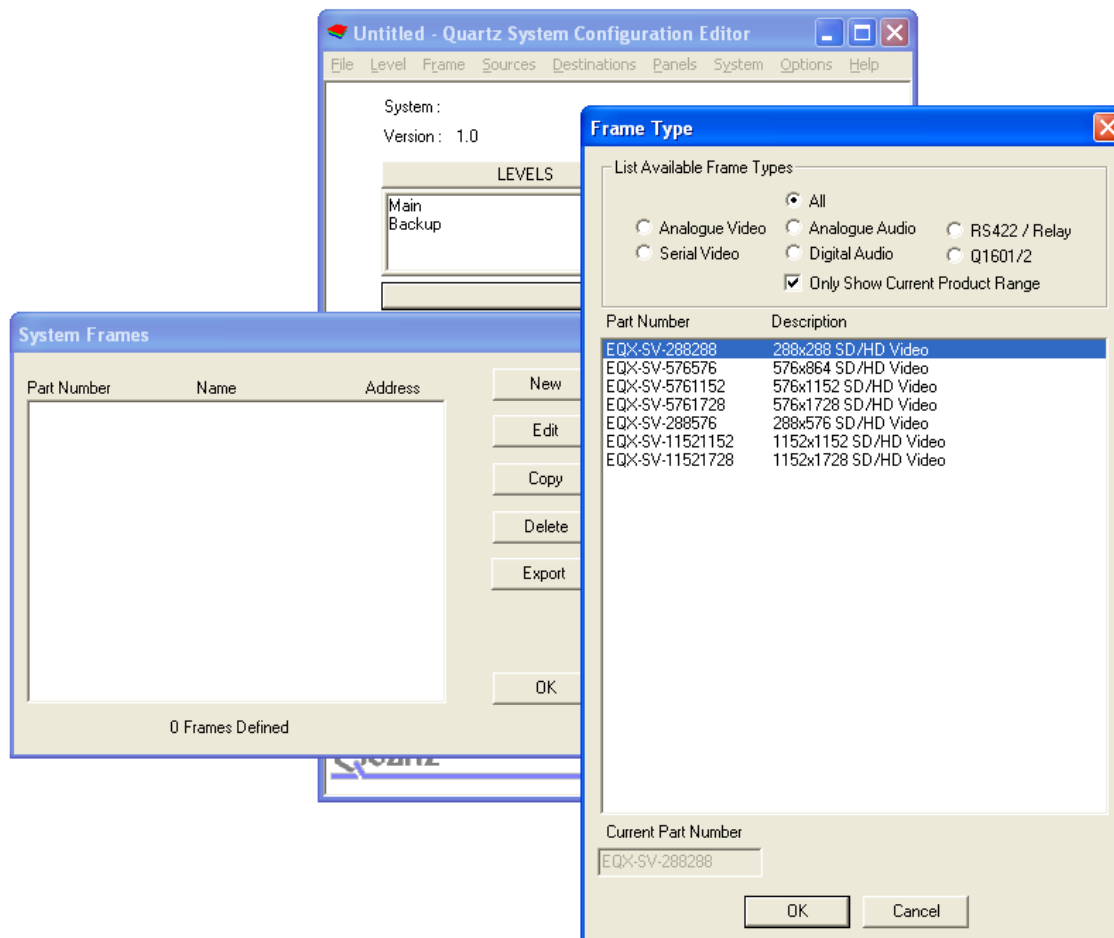 Untitled - Quartz System Configuration Editor
File Level Frame Sources Destinations Panels System Options Help
System :
Version : 1.0
LEVELS
Main
Backup
System Frames
Part Number Name Address
New
Edit
Copy
Delete
Export
OK
0 Frames Defined
Frame Type
List Available Frame Types
All
Analogue Video Analogue Audio RS422 / Relay
Serial Video Digital Audio Q1601/2
Only Show Current Product Range
Part Number Description
EQX-SV-288288 288x288 SD/HD Video
EQX-SV-576576 576x864 SD/HD Video
EQX-SV-5761152 576x1152 SD/HD Video
EQX-SV-5761728 576x1728 SD/HD Video
EQX-SV-288576 288x576 SD/HD Video
EQX-SV-11521152 1152x1152 SD/HD Video
EQX-SV-11521728 1152x1728 SD/HD Video
Current Part Number
EQX-SV-288288
OK Cancel